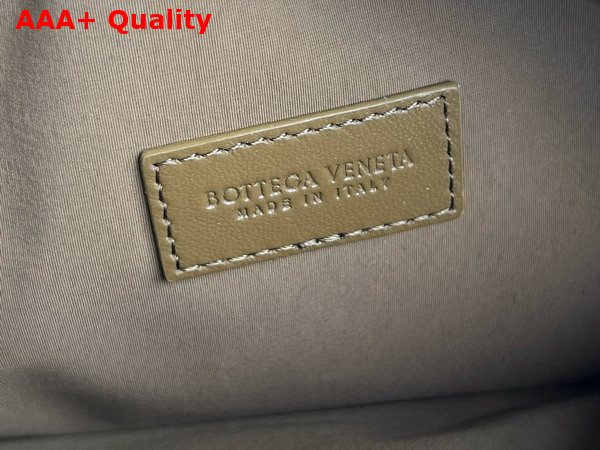 AAA+ Quality
BOTTEGA VENETA
MADE IN ITALY